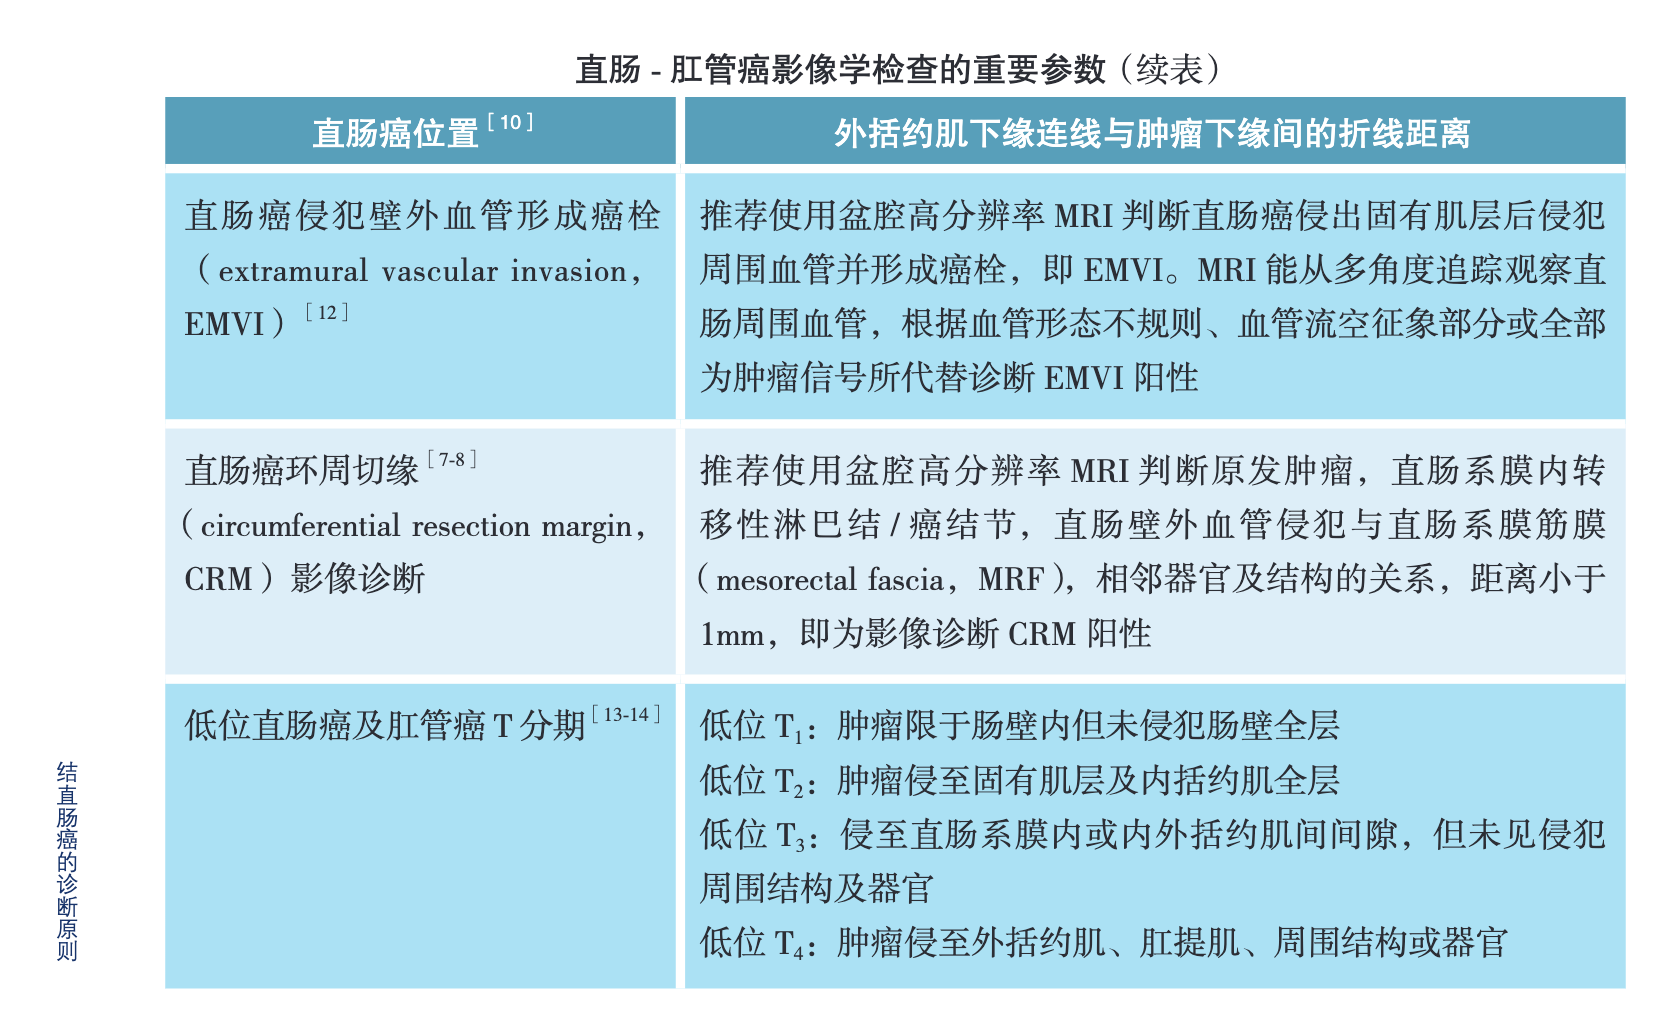 直肠 - 肛管癌影像学检查的重要参数（续表）
直肠癌位置［10］
外括约肌下缘连线与肿瘤下缘间的折线距离
直肠癌侵犯壁外血管形成癌栓
（extramural vascular invasion，
EMVI）［12］
推荐使用盆腔高分辨率 MRI 判断直肠癌侵出固有肌层后侵犯
周围血管并形成癌栓，即 EMVI。MRI 能从多角度追踪观察直
肠周围血管，根据血管形态不规则、血管流空征象部分或全部
为肿瘤信号所代替诊断 EMVI 阳性
直肠癌环周切缘［7-8］
（circumferential resection margin，
CRM）影像诊断
推荐使用盆腔高分辨率 MRI 判断原发肿瘤，直肠系膜内转
移性淋巴结 / 癌结节，直肠壁外血管侵犯与直肠系膜筋膜
（mesorectal fascia，MRF），相邻器官及结构的关系，距离小于
1mm，即为影像诊断 CRM 阳性
低位直肠癌及肛管癌 T 分期［13-14］
低位 T₁：肿瘤限于肠壁内但未侵犯肠壁全层
低位 T₂：肿瘤侵至固有肌层及内括约肌全层
低位 T₃：侵至直肠系膜内或内外括约肌间间隙，但未见侵犯
周围结构及器官
低位 T₄：肿瘤侵至外括约肌、肛提肌、周围结构或器官
结直肠癌的诊断原则